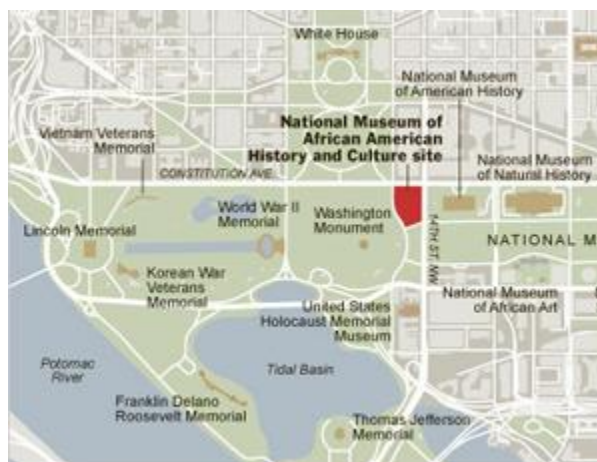 White House
National Museum
of American History
National Museum of
African American
History and Culture site
Vietnam Veterans
Memorial
CONSTITUTION AVE.
National Museum
of Natural History
World War II
Memorial
Washington
Monument
Lincoln Memorial
14TH ST. NW
NATIONAL M
Korean War
Veterans
Memorial
United States
Holocaust Memorial
Museum
National Museum
of African Art
Potomac
River
Tidal Basin
Franklin Delano
Roosevelt Memorial
Thomas Jefferson
Memorial